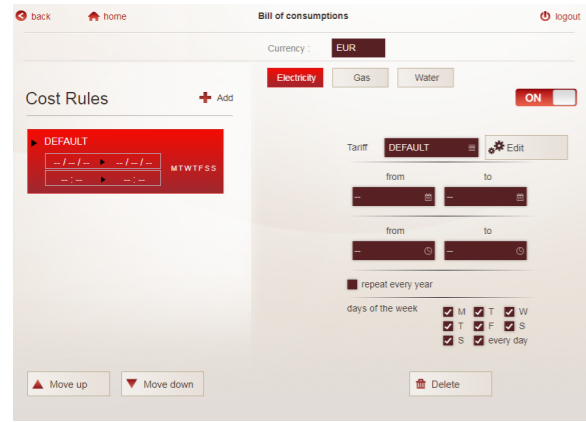 back home Bill of consumptions logout
Currency : EUR
Electricity Gas Water
Cost Rules Add
ON
DEFAULT
-- / -- / -- -- / -- / --
MTWTFSS
-- : -- -- : --
Tariff DEFAULT Edit
from to
-- --
from to
-- --
repeat every year
days of the week M T W
T F S
S every day
Move up Move down Delete